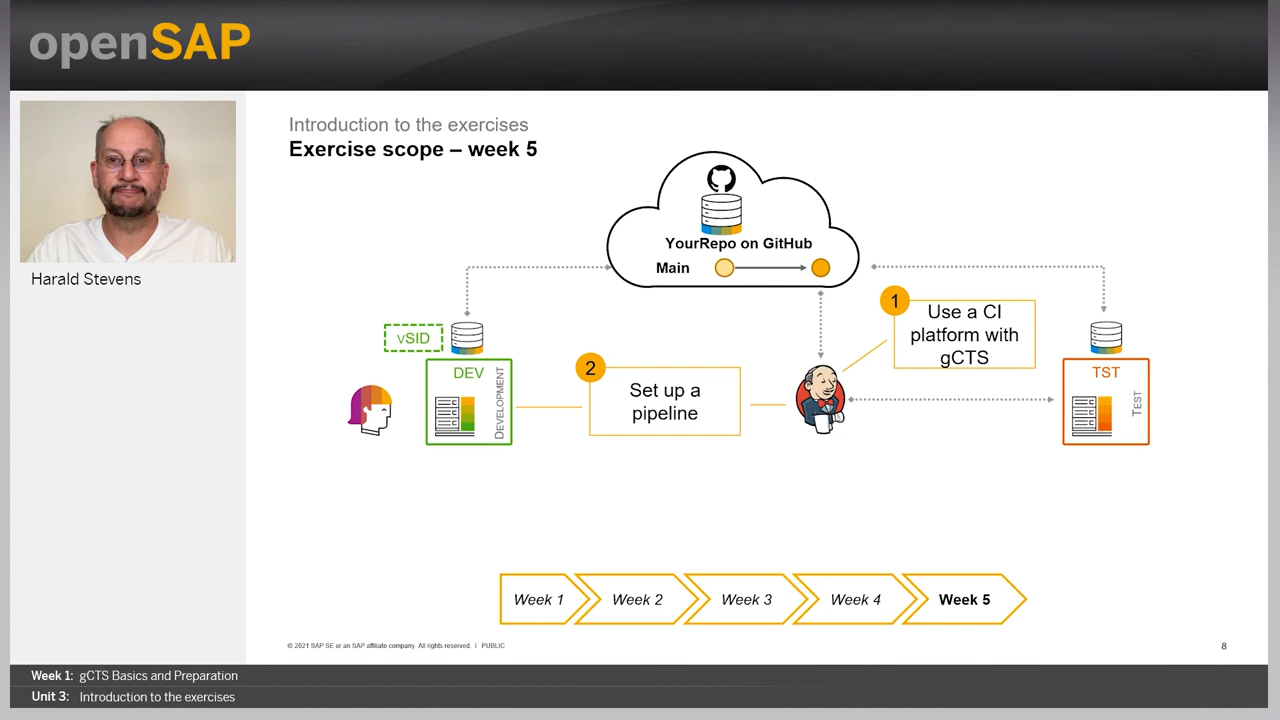 openSAP
Harald Stevens
Introduction to the exercises
Exercise scope – week 5
YourRepo on GitHub
Main
1
Use a CI
platform with
gCTS
vSID
DEV
DEVELOPMENT
2
Set up a
pipeline
TST
TEST
Week 1
Week 2
Week 3
Week 4
Week 5
© 2021 SAP SE or an SAP affiliate company. All rights reserved. | PUBLIC
8
Week 1: gCTS Basics and Preparation
Unit 3: Introduction to the exercises